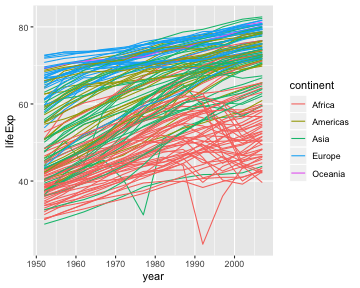 80
60
40
lifeExp
1950
1960
1970
1980
1990
2000
year
continent
Africa
Americas
Asia
Europe
Oceania